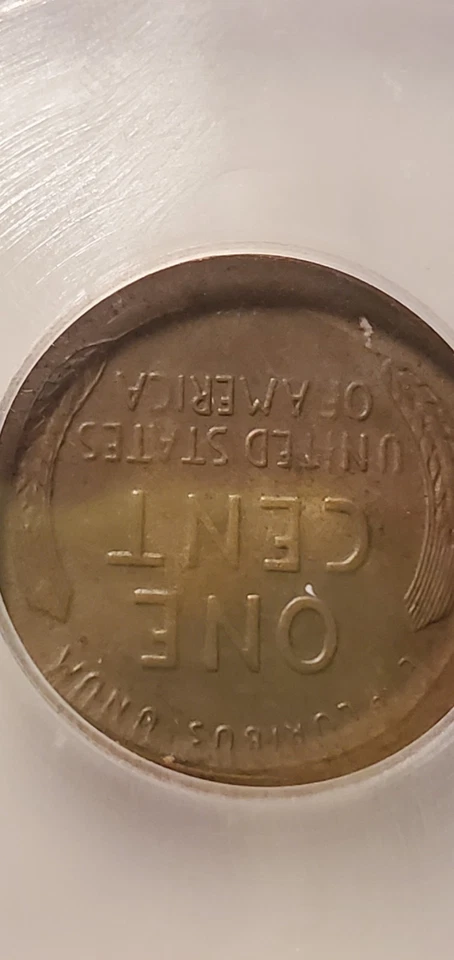 E PLURIBUS UNUM
ONE
CENT
UNITED STATES
OF AMERICA